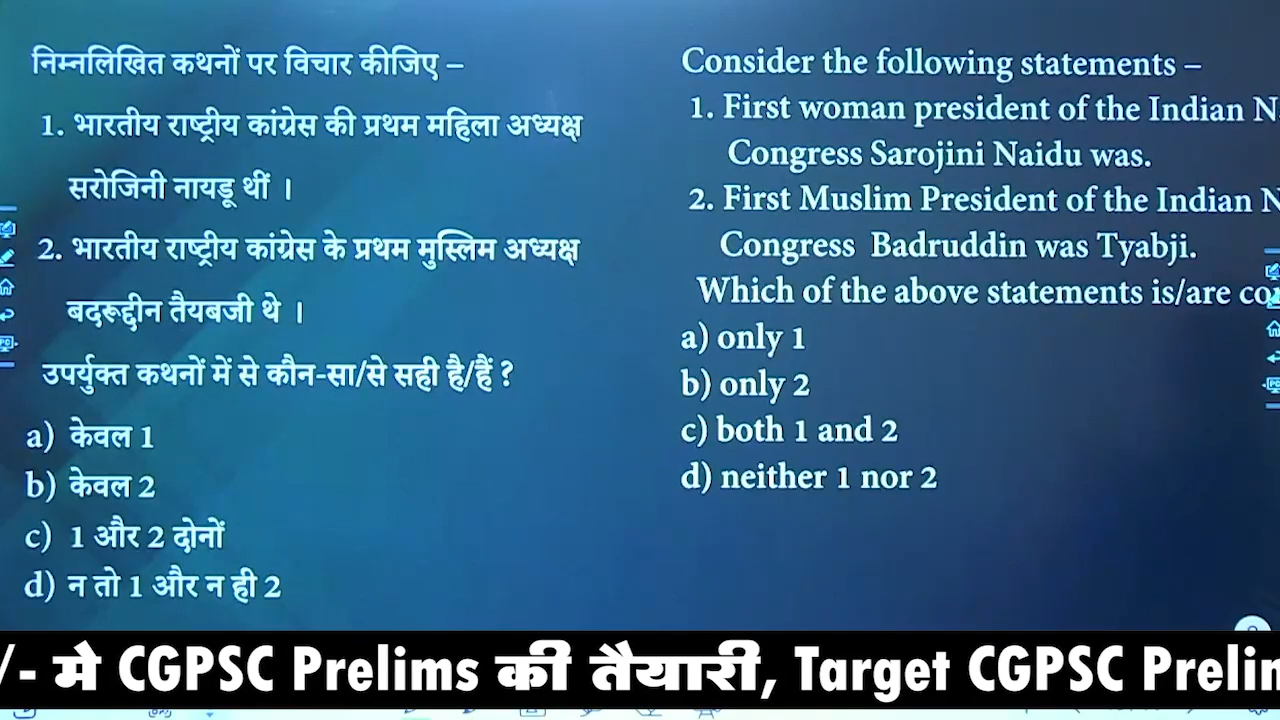 निम्नलिखित कथनों पर विचार कीजिए –
1. भारतीय राष्ट्रीय कांग्रेस की प्रथम महिला अध्यक्ष
सरोजिनी नायडू थीं ।
2. भारतीय राष्ट्रीय कांग्रेस के प्रथम मुस्लिम अध्यक्ष
बदरूद्दीन तैयबजी थे ।
उपर्युक्त कथनों में से कौन-सा/से सही है/हैं ?
a) केवल 1
b) केवल 2
c) 1 और 2 दोनों
d) न तो 1 और न ही 2
Consider the following statements –
1. First woman president of the Indian N
Congress Sarojini Naidu was.
2. First Muslim President of the Indian N
Congress Badruddin was Tyabji.
Which of the above statements is/are co
a) only 1
b) only 2
c) both 1 and 2
d) neither 1 nor 2
/- मे CGPSC Prelims की तैयारी, Target CGPSC Prelin